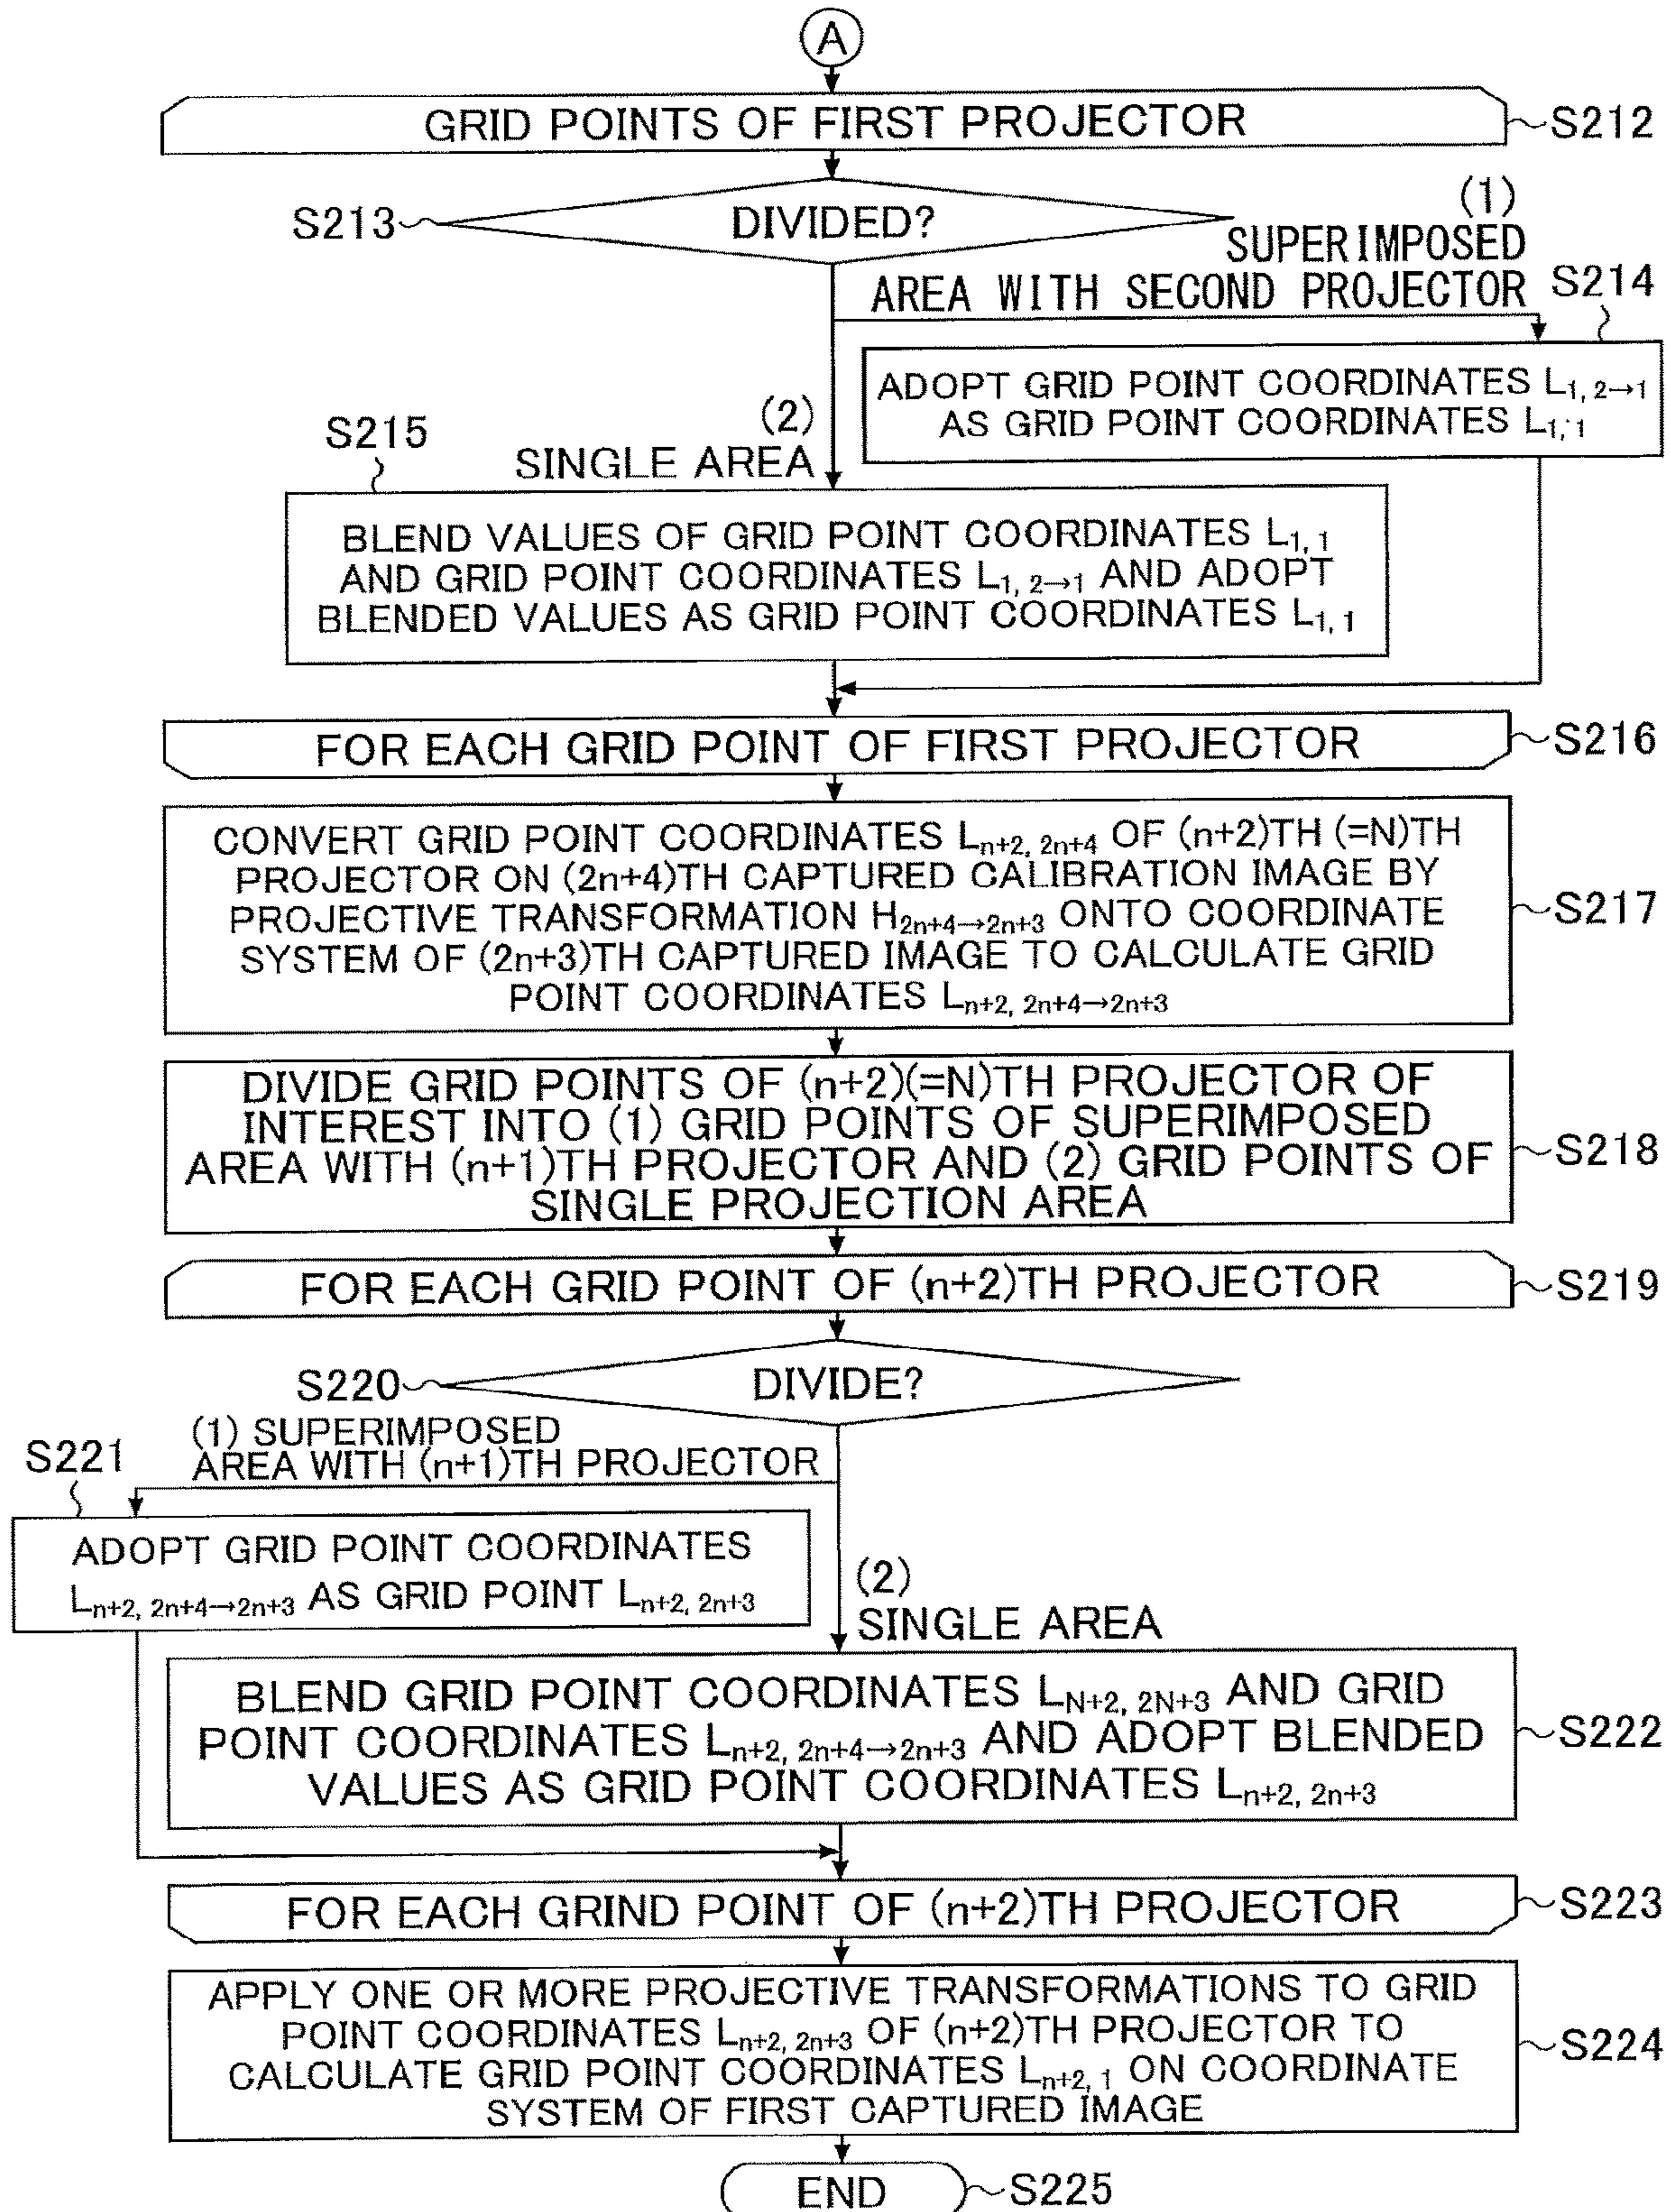 A
GRID POINTS OF FIRST PROJECTOR
S212
S213
DIVIDED?
(1)
SUPERIMPOSED
AREA WITH SECOND PROJECTOR
S214
ADOPT GRID POINT COORDINATES L1, 2→1
AS GRID POINT COORDINATES L1, 1
(2)
SINGLE AREA
S215
BLEND VALUES OF GRID POINT COORDINATES L1, 1
AND GRID POINT COORDINATES L1, 2→1 AND ADOPT
BLENDED VALUES AS GRID POINT COORDINATES L1, 1
FOR EACH GRID POINT OF FIRST PROJECTOR
S216
CONVERT GRID POINT COORDINATES Ln+2, 2n+4 OF (n+2)TH (=N)TH
PROJECTOR ON (2n+4)TH CAPTURED CALIBRATION IMAGE BY
PROJECTIVE TRANSFORMATION H2n+4→2n+3 ONTO COORDINATE
SYSTEM OF (2n+3)TH CAPTURED IMAGE TO CALCULATE GRID
POINT COORDINATES Ln+2, 2n+4→2n+3
S217
DIVIDE GRID POINTS OF (n+2)(=N)TH PROJECTOR OF
INTEREST INTO (1) GRID POINTS OF SUPERIMPOSED
AREA WITH (n+1)TH PROJECTOR AND (2) GRID POINTS OF
SINGLE PROJECTION AREA
S218
FOR EACH GRID POINT OF (n+2)TH PROJECTOR
S219
S220
DIVIDE?
(1) SUPERIMPOSED
AREA WITH (n+1)TH PROJECTOR
S221
ADOPT GRID POINT COORDINATES
Ln+2, 2n+4→2n+3 AS GRID POINT Ln+2, 2n+3
(2)
SINGLE AREA
BLEND GRID POINT COORDINATES LN+2, 2N+3 AND GRID
POINT COORDINATES Ln+2, 2n+4→2n+3 AND ADOPT BLENDED
VALUES AS GRID POINT COORDINATES Ln+2, 2n+3
S222
FOR EACH GRIND POINT OF (n+2)TH PROJECTOR
S223
APPLY ONE OR MORE PROJECTIVE TRANSFORMATIONS TO GRID
POINT COORDINATES Ln+2, 2n+3 OF (n+2)TH PROJECTOR TO
CALCULATE GRID POINT COORDINATES Ln+2, 1 ON COORDINATE
SYSTEM OF FIRST CAPTURED IMAGE
S224
END
S225